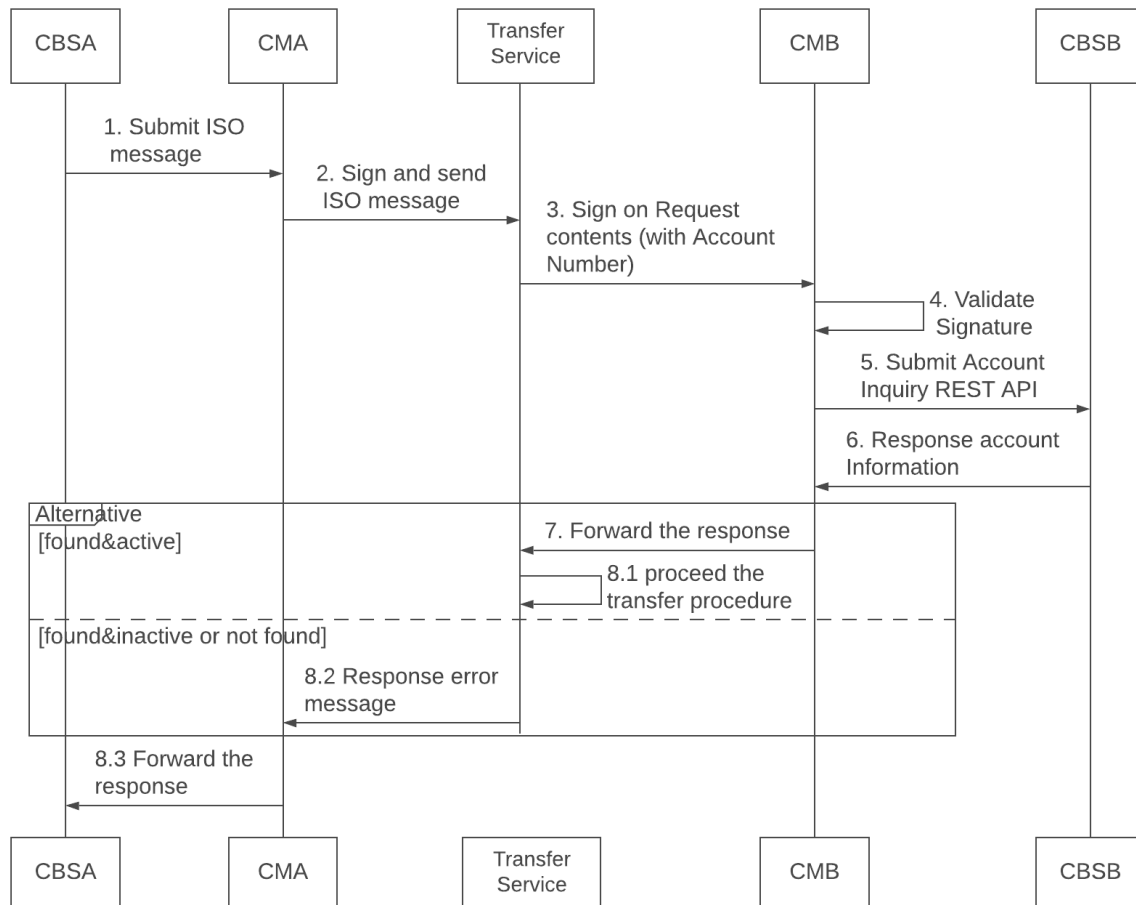 CBSA
CMA
Transfer
Service
CMB
CBSB
1. Submit ISO
message
2. Sign and send
ISO message
3. Sign on Request
contents (with Account
Number)
4. Validate
Signature
5. Submit Account
Inquiry REST API
6. Response account
Information
Alternative
[found&active]
7. Forward the response
8.1 proceed the
transfer procedure
[found&inactive or not found]
8.2 Response error
message
8.3 Forward the
response
CBSA
CMA
Transfer
Service
CMB
CBSB